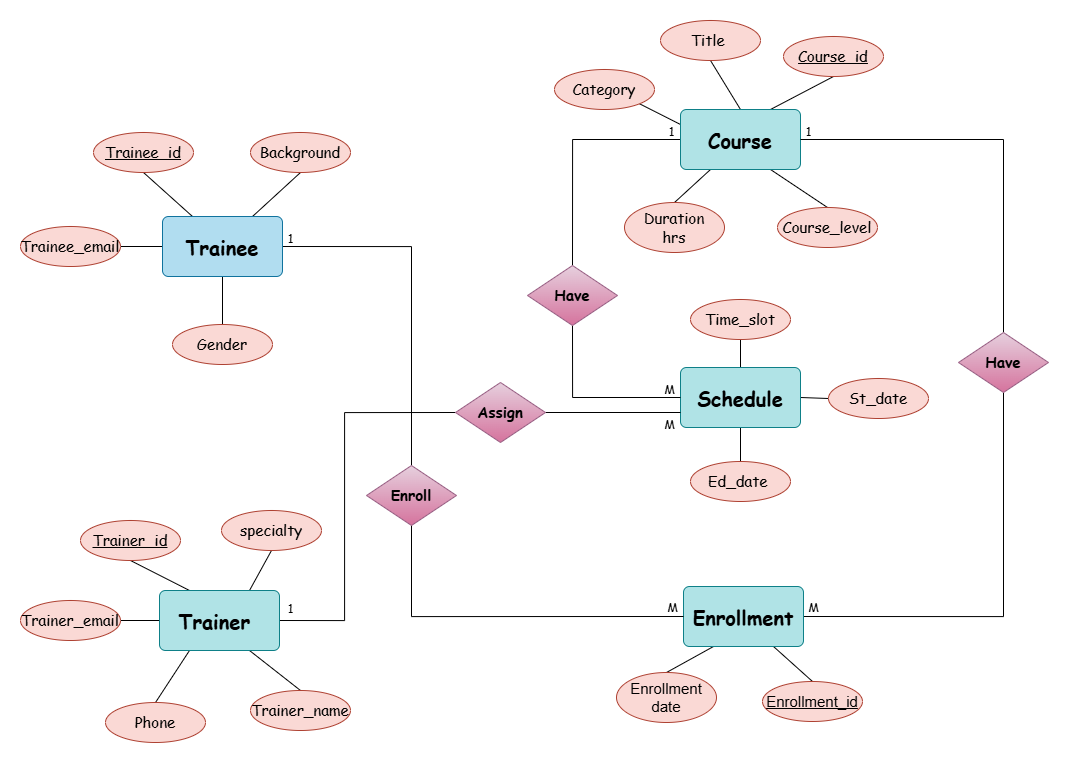 Title
Course_id
Category
1
Course
1
Trainee_id
Background
Duration
hrs
Course_level
Trainee_email
Trainee
1
Have
Time_slot
Gender
Have
M
Schedule
St_date
Assign
M
Ed_date
Enroll
Trainer_id
specialty
Trainer_email
Trainer
1
M
Enrollment
M
Enrollment
date
Enrollment_id
Phone
Trainer_name